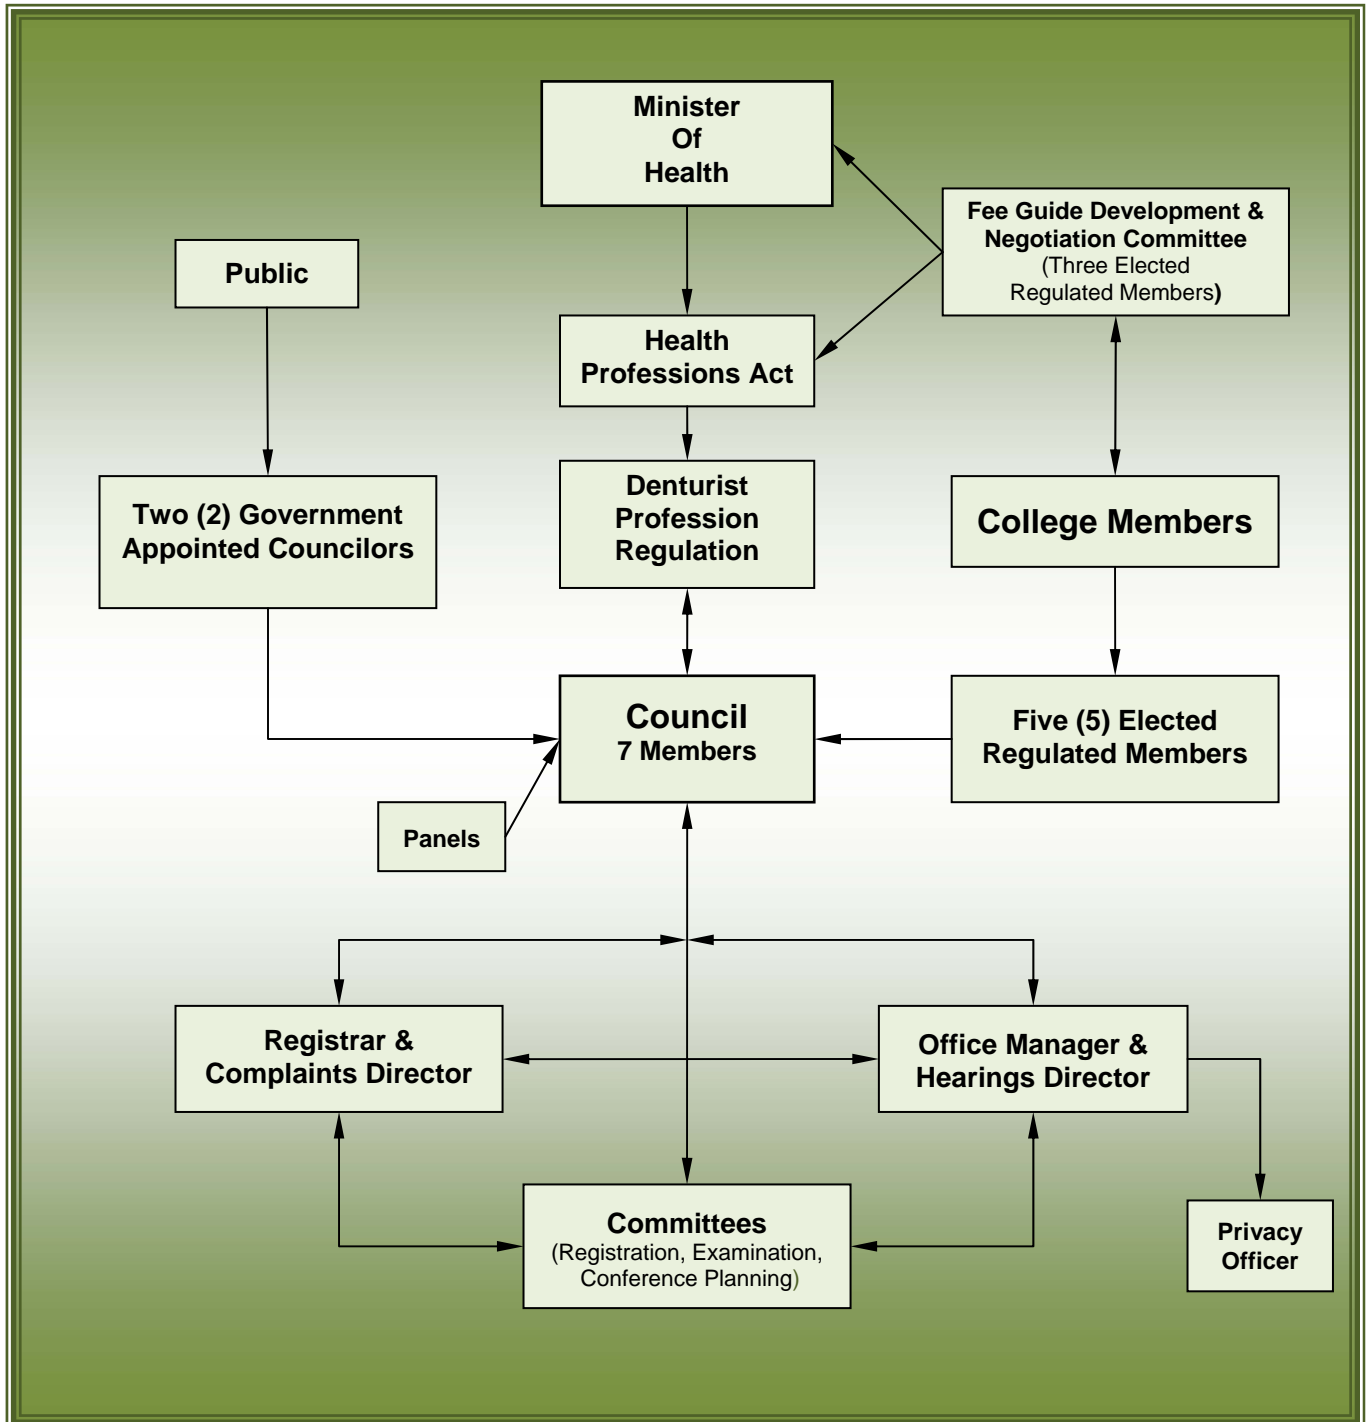 Minister
Of
Health
Fee Guide Development &
Negotiation Committee
(Three Elected
Regulated Members)
Public
Health
Professions Act
Two (2) Government
Appointed Councilors
Denturist
Profession
Regulation
College Members
Council
7 Members
Five (5) Elected
Regulated Members
Panels
Registrar &
Complaints Director
Office Manager &
Hearings Director
Committees
(Registration, Examination,
Conference Planning)
Privacy
Officer